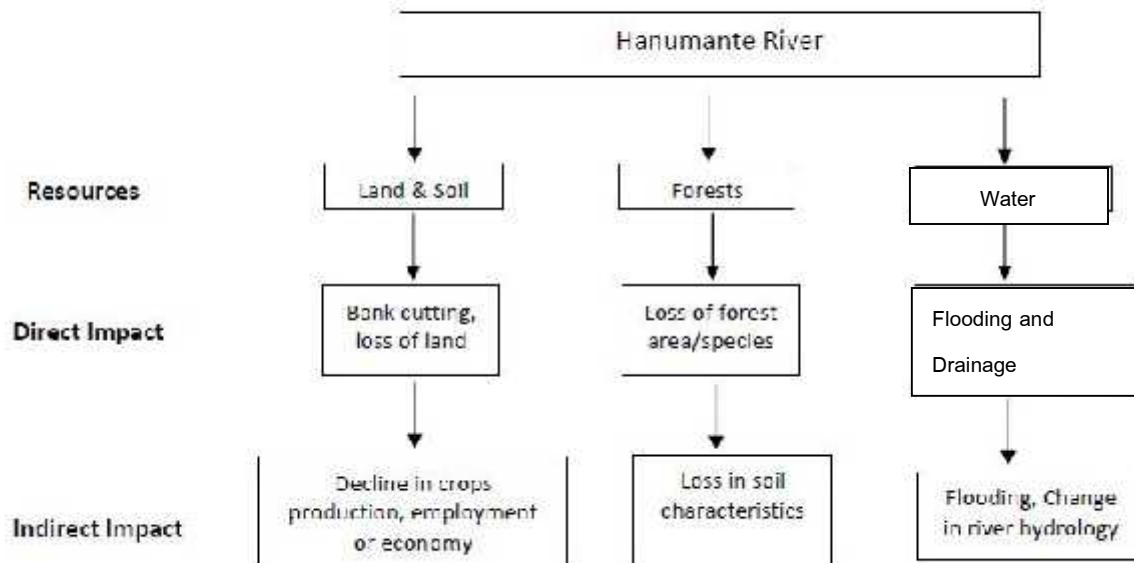 Hanumante River
Resources
Land & Soil
Forests
Water
Direct Impact
Bank cutting,
loss of land
Loss of forest
area/species
Flooding and
Drainage
Indirect Impact
Decline in crops
production, employment
or economy
Loss in soil
characteristics
Flooding, Change
in river hydrology